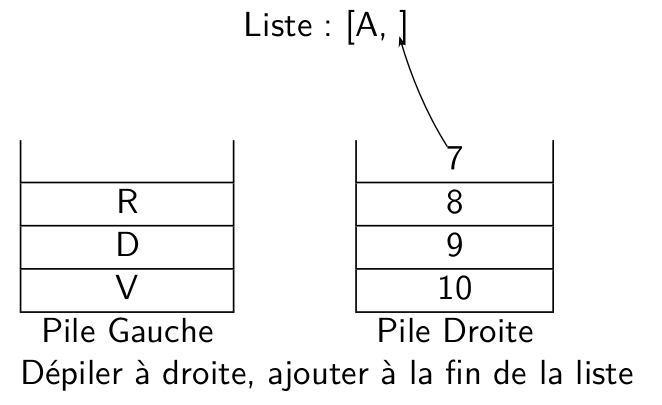 Liste : [A, ]
7
R 8
D 9
V 10
Pile Gauche Pile Droite
Dépiler à droite, ajouter à la fin de la liste